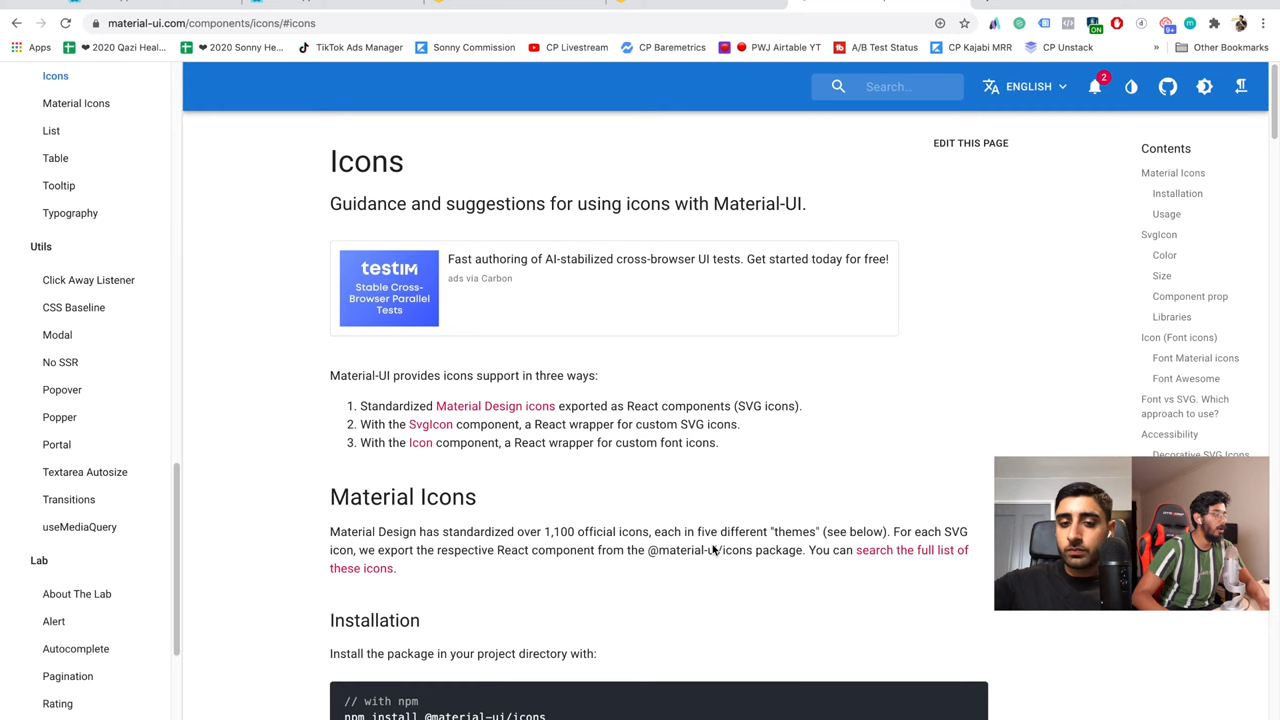 material-ui.com/components/icons/#icons
Apps
❤ 2020 Qazi Heal...
❤ 2020 Sonny He...
TikTok Ads Manager
Sonny Commission
CP Livestream
CP Baremetrics
PWJ Airtable YT
A/B Test Status
CP Kajabi MRR
CP Unstack
»
Other Bookmarks
ON
9+
Icons
Material Icons
List
Table
Tooltip
Typography
Utils
Click Away Listener
CSS Baseline
Modal
No SSR
Popover
Popper
Portal
Textarea Autosize
Transitions
useMediaQuery
Lab
About The Lab
Alert
Autocomplete
Pagination
Rating
Search...
ENGLISH
2
EDIT THIS PAGE
Icons
Guidance and suggestions for using icons with Material-UI.
testim
Stable Cross-
Browser Parallel
Tests
Fast authoring of AI-stabilized cross-browser UI tests. Get started today for free!
ads via Carbon
Material-UI provides icons support in three ways:
1. Standardized Material Design icons exported as React components (SVG icons).
2. With the SvgIcon component, a React wrapper for custom SVG icons.
3. With the Icon component, a React wrapper for custom font icons.
Material Icons
Material Design has standardized over 1,100 official icons, each in five different "themes" (see below). For each SVG
icon, we export the respective React component from the @material-ui/icons package. You can search the full list of
these icons.
Installation
Install the package in your project directory with:
// with npm
npm install @material-ui/icons
Contents
Material Icons
Installation
Usage
SvgIcon
Color
Size
Component prop
Libraries
Icon (Font icons)
Font Material icons
Font Awesome
Font vs SVG. Which
approach to use?
Accessibility
Decorative SVG Icons